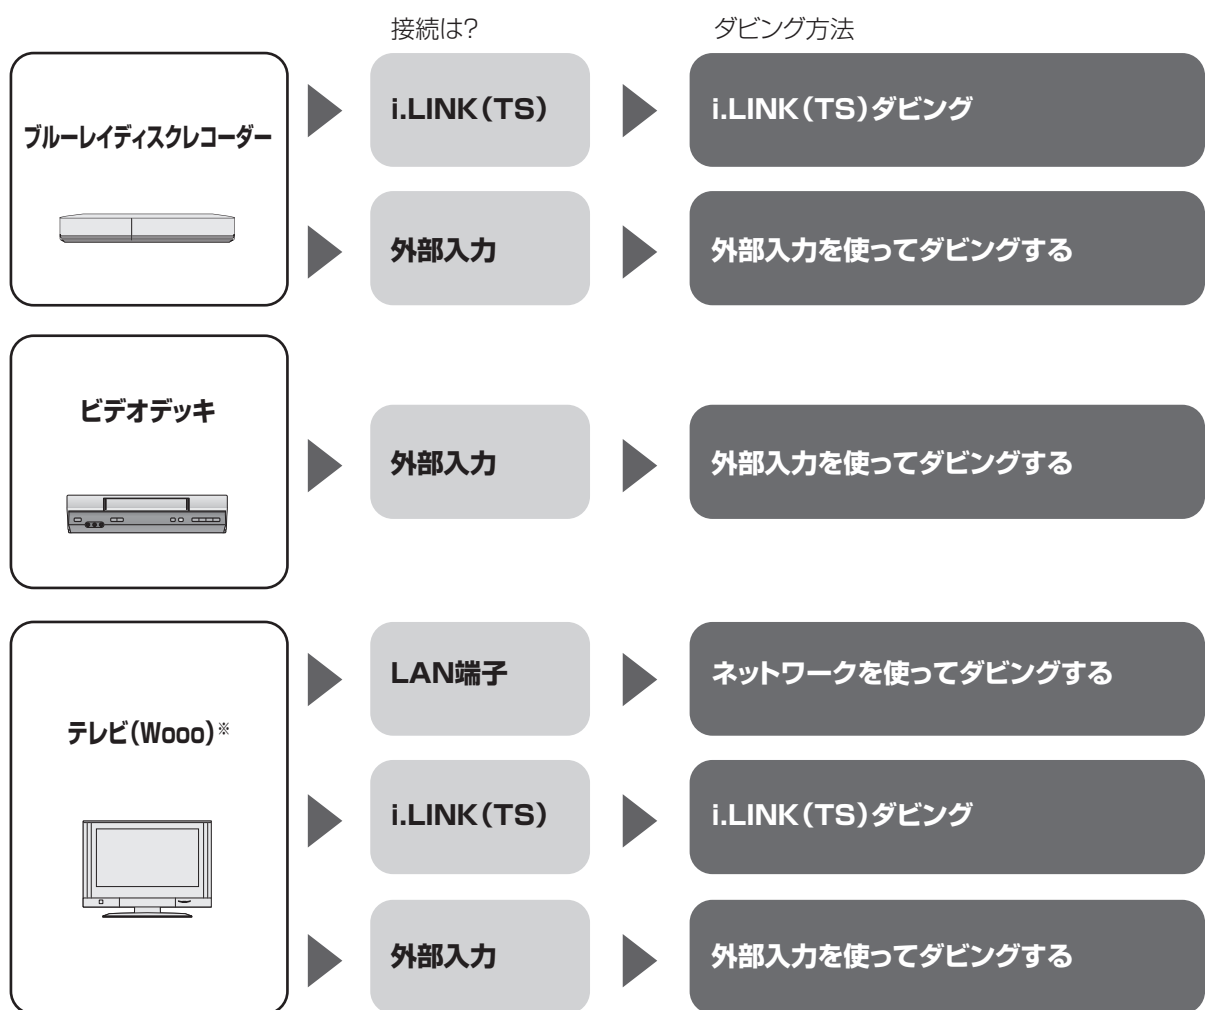 接続は?
ダビング方法
ブルーレイディスクレコーダー
i.LINK(TS)
i.LINK(TS)ダビング
外部入力
外部入力を使ってダビングする
ビデオデッキ
外部入力
外部入力を使ってダビングする
テレビ(Wooo)※
LAN端子
ネットワークを使ってダビングする
i.LINK(TS)
i.LINK(TS)ダビング
外部入力
外部入力を使ってダビングする